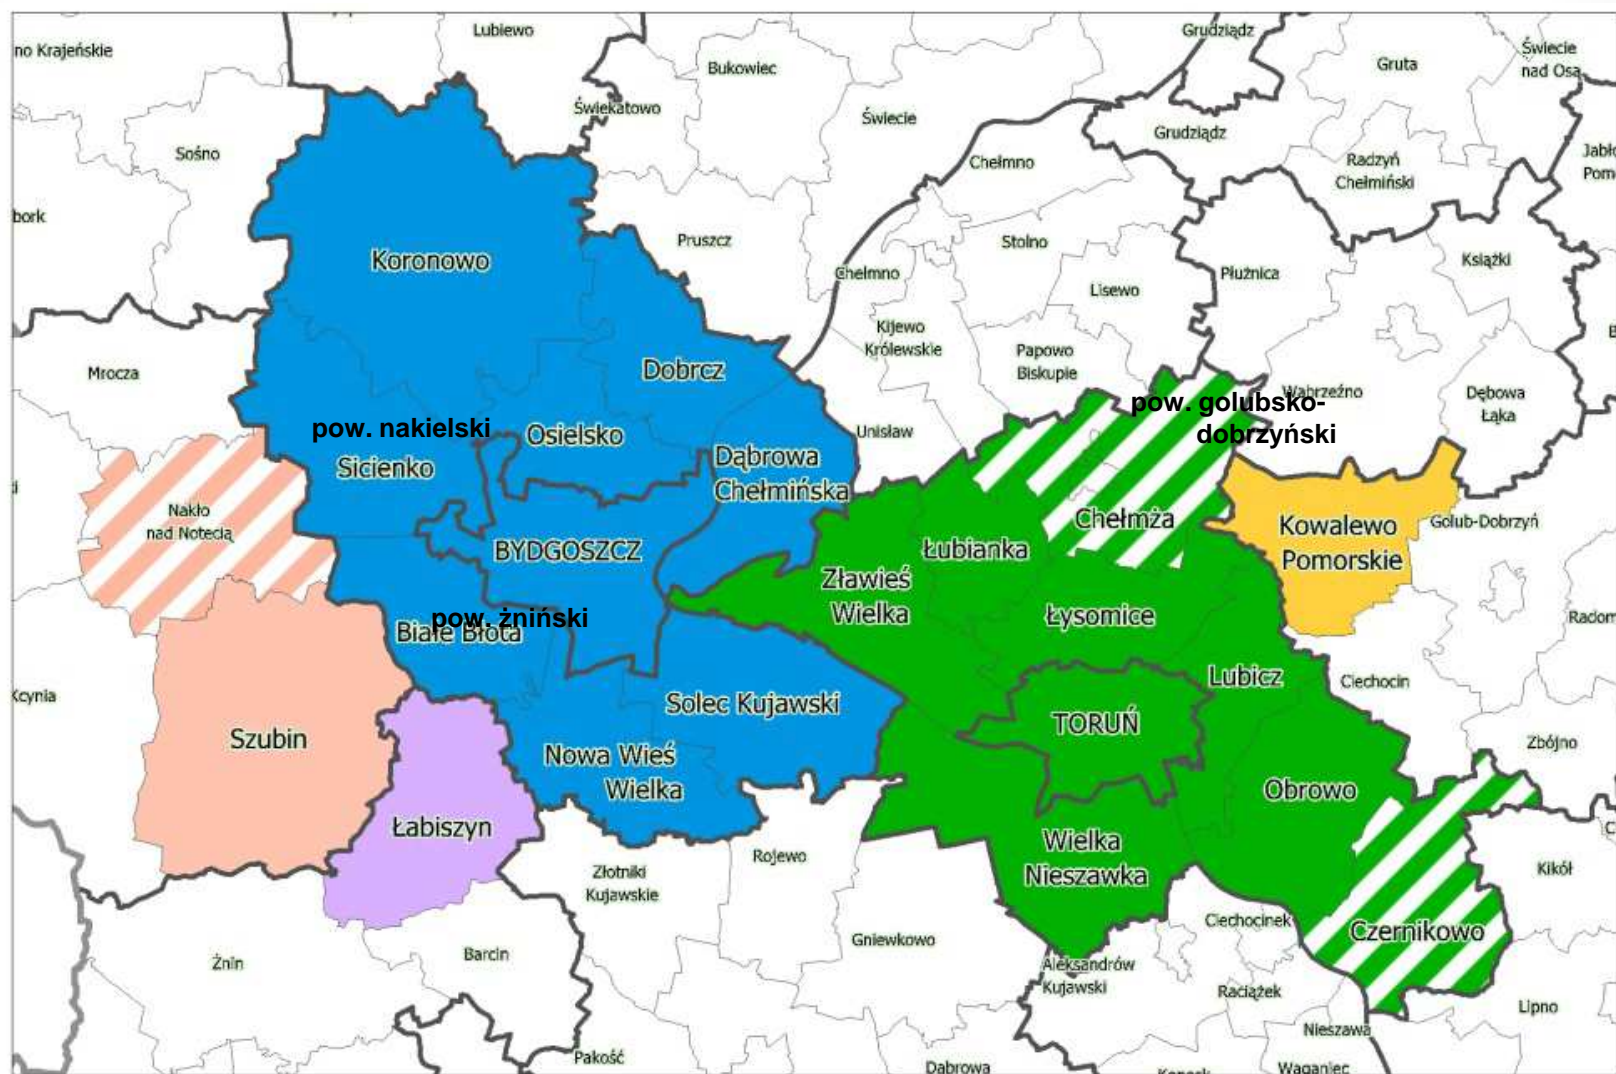 Lubiewo
Grudziądz
no Krajeńskie
Bukowiec
Gruta
Świecie
nad Osą
Świekatowo
Świecie
Grudziądz
Sośno
Chełmno
Radzyń
Chełmiński
Jabło
Pom
bork
Pruszcz
Stolno
Koronowo
Chełmno
Płużnica
Książki
Lisewo
Kijewo
Królewskie
Papowo
Biskupie
Mrocza
Dobrcz
Wąbrzeźno
Dębowa
Łąka
pow. golubsko-
dobrzyński
pow. nakielski
Osielsko
Unisław
Sicienko
Dąbrowa
Chełmińska
Nakło
nad Notecią
Chełmża
Kowalewo
Pomorskie
Golub-Dobrzyń
BYDGOSZCZ
Łubianka
Zławieś
Wielka
Łysomice
Radom
pow. żniński
Białe Błota
Kcynia
Lubicz
Ciechocin
Solec Kujawski
TORUŃ
Szubin
Zbójno
Nowa Wieś
Wielka
Obrowo
Łabiszyn
Wielka
Nieszawka
Rojewo
Złotniki
Kujawskie
Kikół
Ciechocinek
Czernikowo
Gniewkowo
Barcin
Żnin
Aleksandrów
Kujawski
Raciążek
Lipno
Nieszawa
Pakość
Dąbrowa
Waganiec